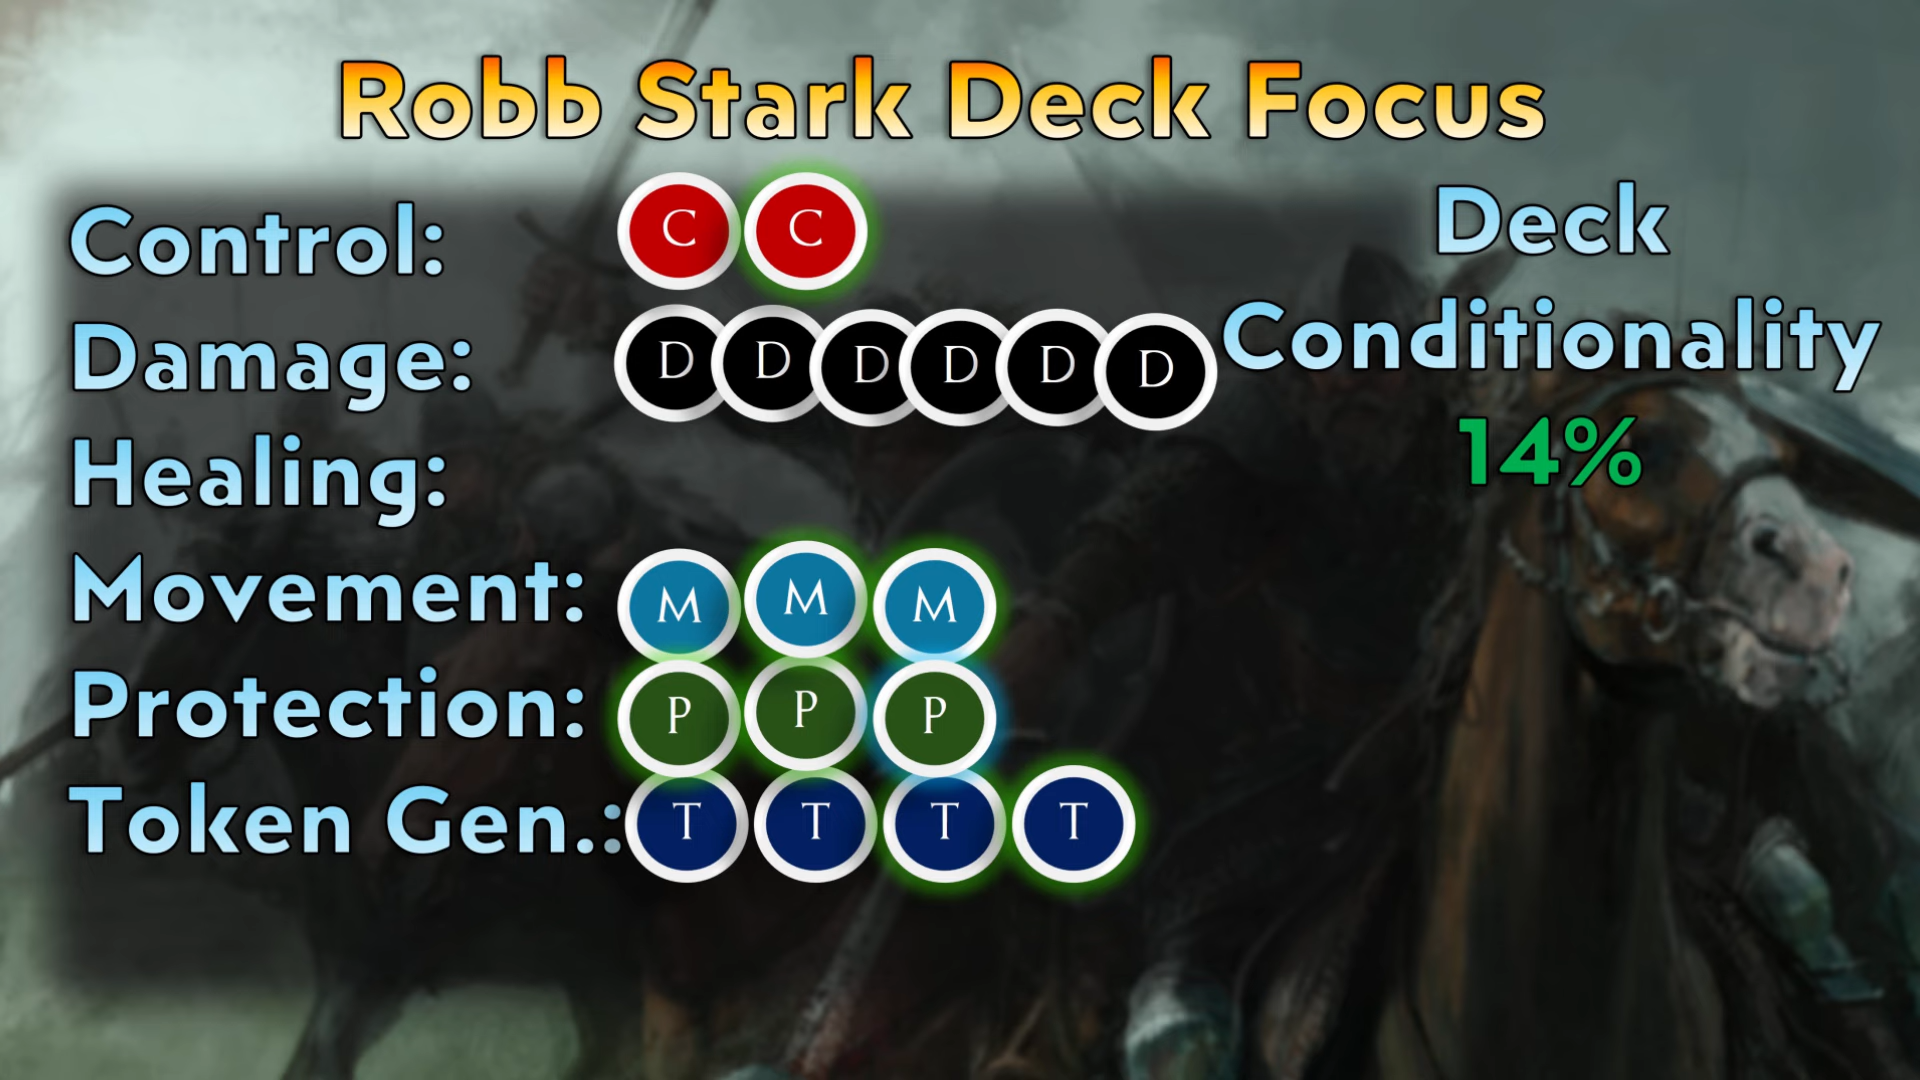 Robb Stark Deck Focus
Control: C C
Damage: D D D D D D
Healing:
Movement: M M M
Protection: P P P
Token Gen.: T T T T
Deck
Conditionality
14%